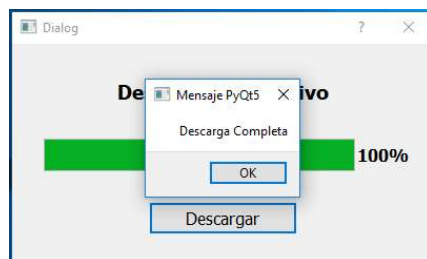 Dialog
?
De
ivo
Mensaje PyQt5
Descarga Completa
100%
OK
Descargar